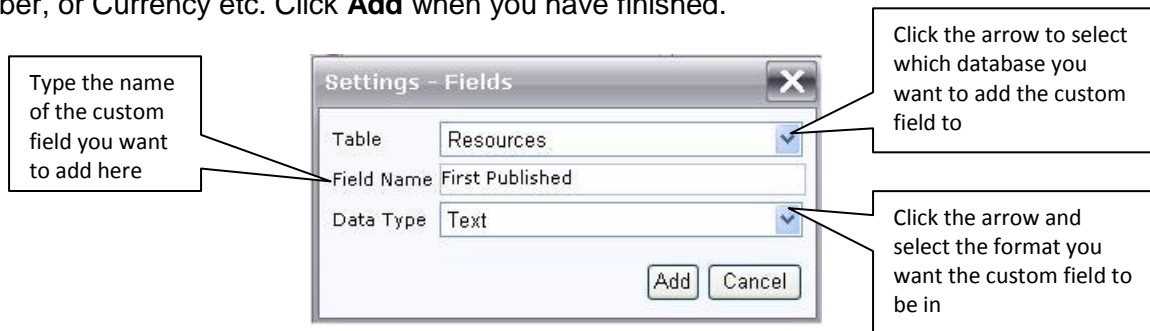 ber, or Currency etc. Click Add when you have finished.
Click the arrow to select
which database you
want to add the custom
field to
Type the name
of the custom
field you want
to add here
Settings - Fields
Table Resources
Field Name First Published
Data Type Text
Add Cancel
Click the arrow and
select the format you
want the custom field to
be in